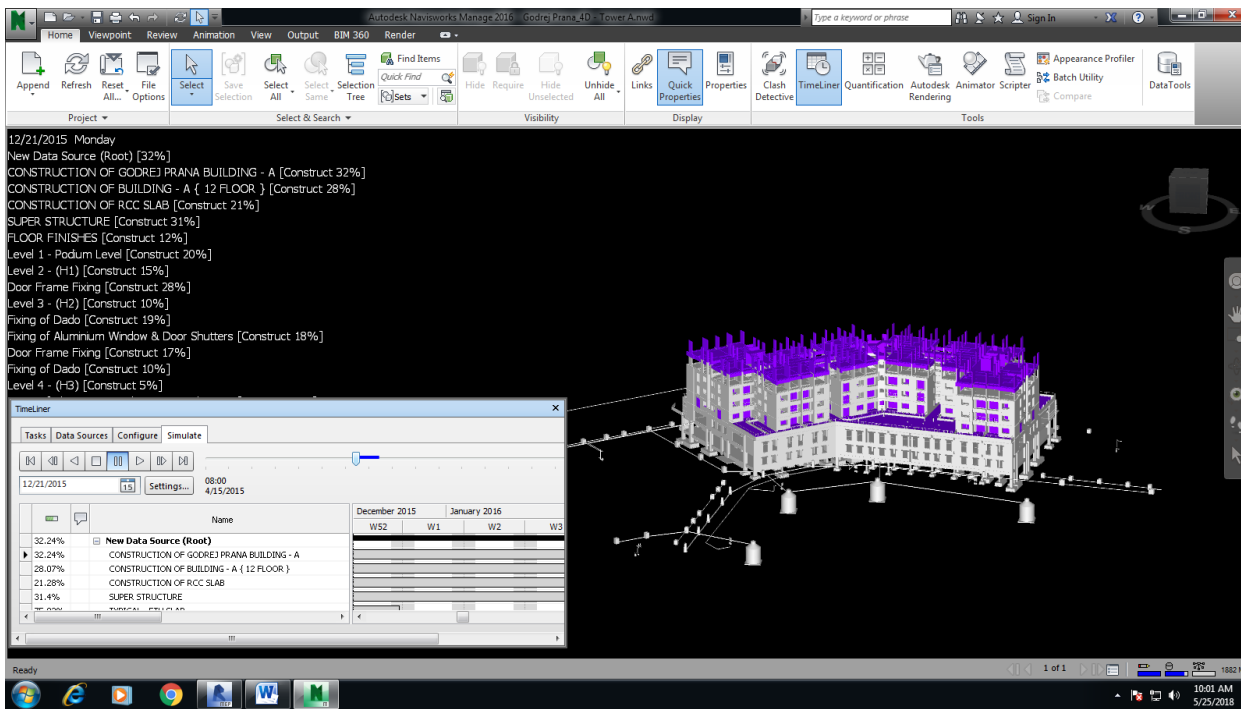 Autodesk Navisworks Manage 2016 Godrej Prana_4D - Tower A.nwd
Type a keyword or phrase
Sign In
Home Viewpoint Review Animation View Output BIM 360 Render
Append
Refresh
Reset All...
File Options
Select
Save Selection
Select All
Select Same
Selection Tree
Find Items
Quick Find
Sets
Hide
Require
Hide Unselected
Unhide All
Links
Quick Properties
Properties
Clash Detective
TimeLiner
Quantification
Autodesk Rendering
Animator
Scripter
Appearance Profiler
Batch Utility
Compare
DataTools
Project
Select & Search
Visibility
Display
Tools
12/21/2015 Monday
New Data Source (Root) [32%]
CONSTRUCTION OF GODREJ PRANA BUILDING - A [Construct 32%]
CONSTRUCTION OF BUILDING - A { 12 FLOOR } [Construct 28%]
CONSTRUCTION OF RCC SLAB [Construct 21%]
SUPER STRUCTURE [Construct 31%]
FLOOR FINISHES [Construct 12%]
Level 1 - Podium Level [Construct 20%]
Level 2 - (H1) [Construct 15%]
Door Frame Fixing [Construct 28%]
Level 3 - (H2) [Construct 10%]
Fixing of Dado [Construct 19%]
Fixing of Aluminium Window & Door Shutters [Construct 18%]
Door Frame Fixing [Construct 17%]
Fixing of Dado [Construct 10%]
Level 4 - (H3) [Construct 5%]
W S E
TimeLiner
Tasks Data Sources Configure Simulate
12/21/2015
15
Settings...
08:00
4/15/2015
Name
December 2015 January 2016
W52 W1 W2 W3
32.24% New Data Source (Root)
32.24% CONSTRUCTION OF GODREJ PRANA BUILDING - A
28.07% CONSTRUCTION OF BUILDING - A { 12 FLOOR }
21.28% CONSTRUCTION OF RCC SLAB
31.4% SUPER STRUCTURE
Ready
1 of 1
1882
10:01 AM
5/25/2018